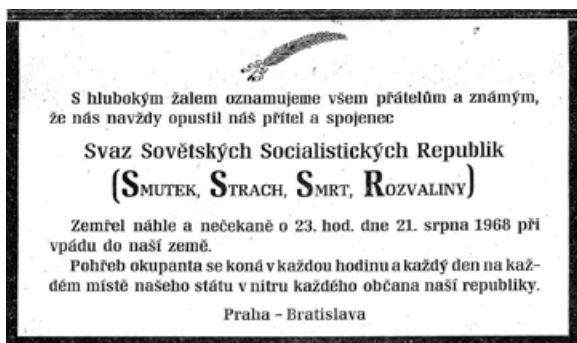 S hlubokým žalem oznamujeme všem přátelům a známým,
že nás navždy opustil náš přítel a spojenec
Svaz Sovětských Socialistických Republik
(SMUTEK, STRACH, SMRT, ROZVALINY)
Zemřel náhle a nečekaně o 23. hod. dne 21. srpna 1968 při
vpádu do naší země.
Pohřeb okupanta se koná v každou hodinu a každý den na kaž-
dém místě našeho státu v nitru každého občana naší republiky.
Praha – Bratislava